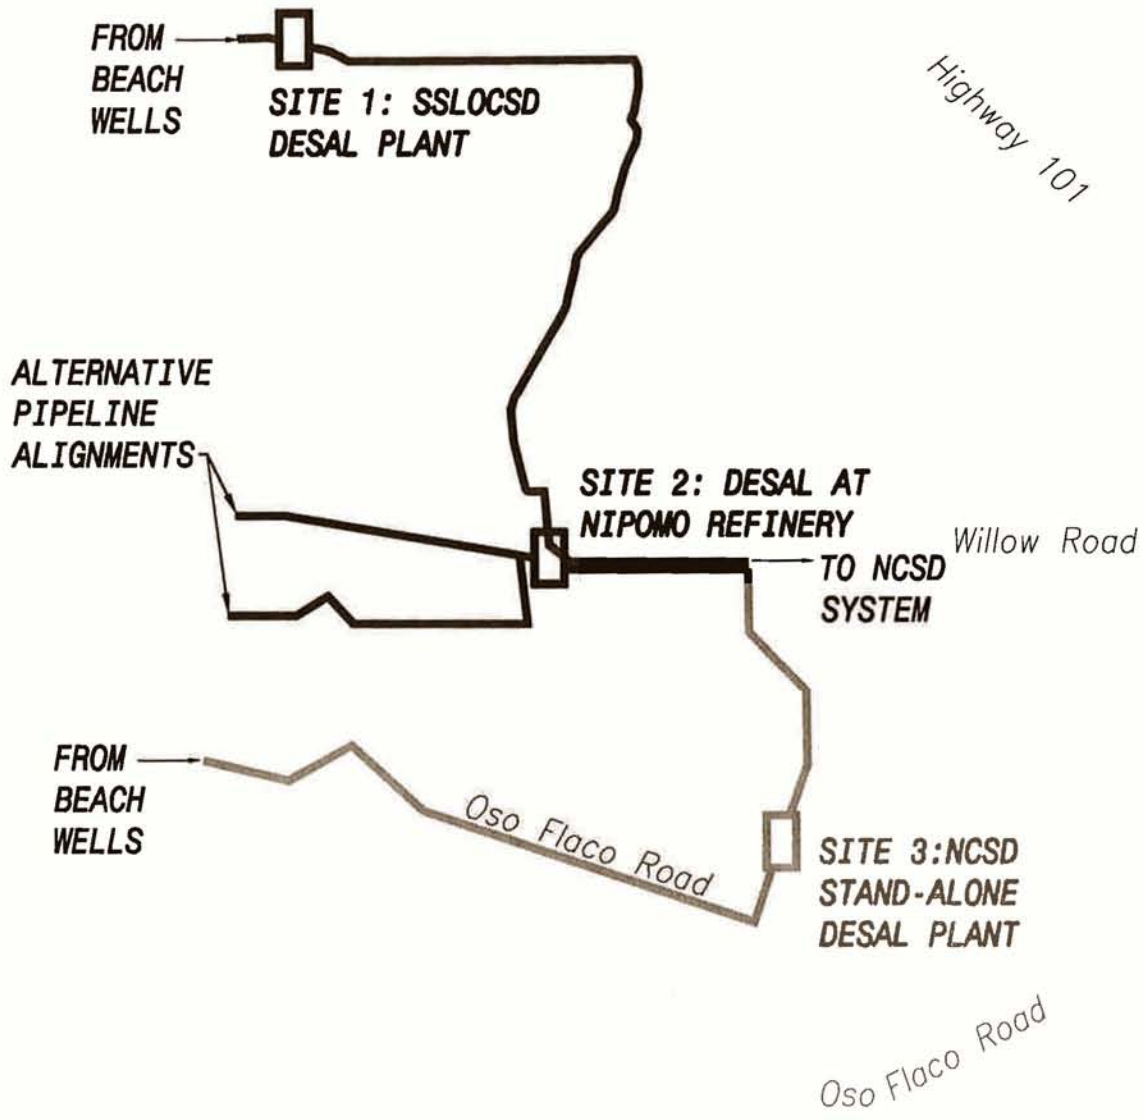 FROM
BEACH
WELLS
SITE 1: SSLOCSD
DESAL PLANT
Highway 101
ALTERNATIVE
PIPELINE
ALIGNMENTS
SITE 2: DESAL AT
NIPOMO REFINERY
Willow Road
TO NCSD
SYSTEM
FROM
BEACH
WELLS
Oso Flaco Road
SITE 3:NCSD
STAND-ALONE
DESAL PLANT
Oso Flaco Road